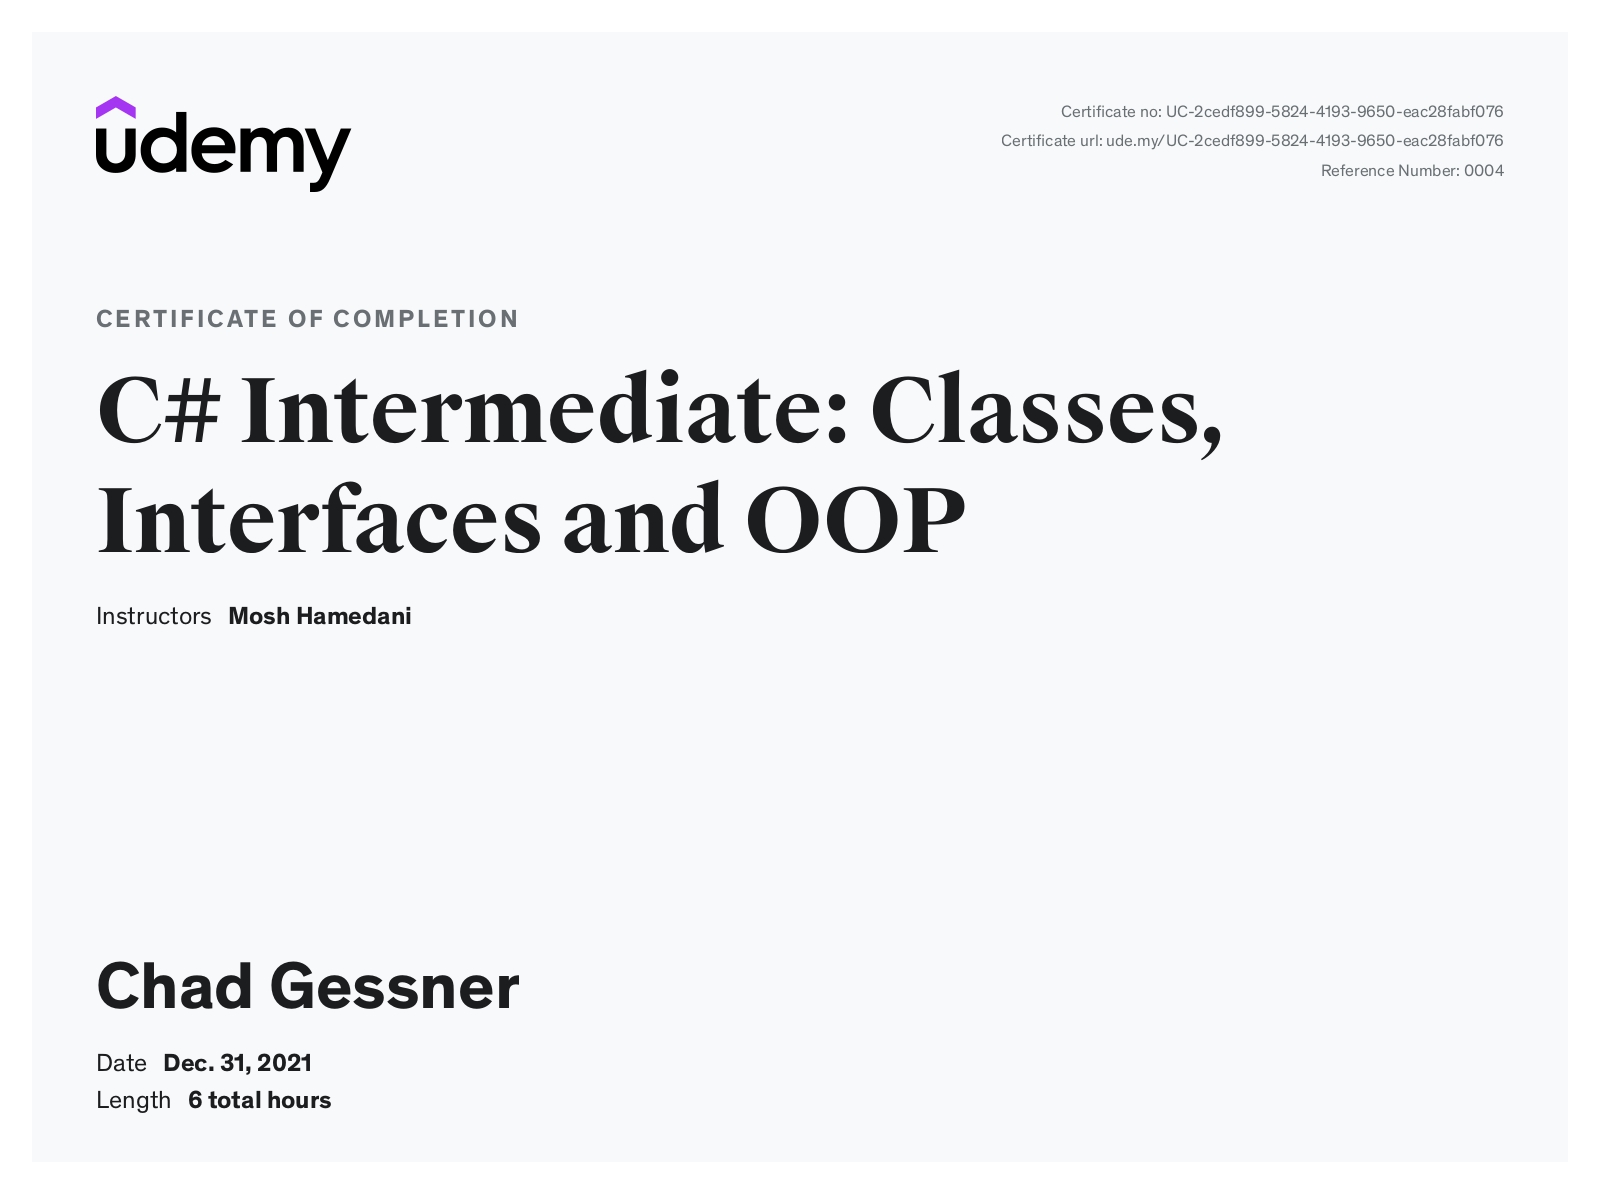 udemy
Certificate no: UC-2cedf899-5824-4193-9650-eac28fabf076
Certificate url: ude.my/UC-2cedf899-5824-4193-9650-eac28fabf076
Reference Number: 0004
CERTIFICATE OF COMPLETION
C# Intermediate: Classes,
Interfaces and OOP
Instructors Mosh Hamedani
Chad Gessner
Date Dec. 31, 2021
Length 6 total hours